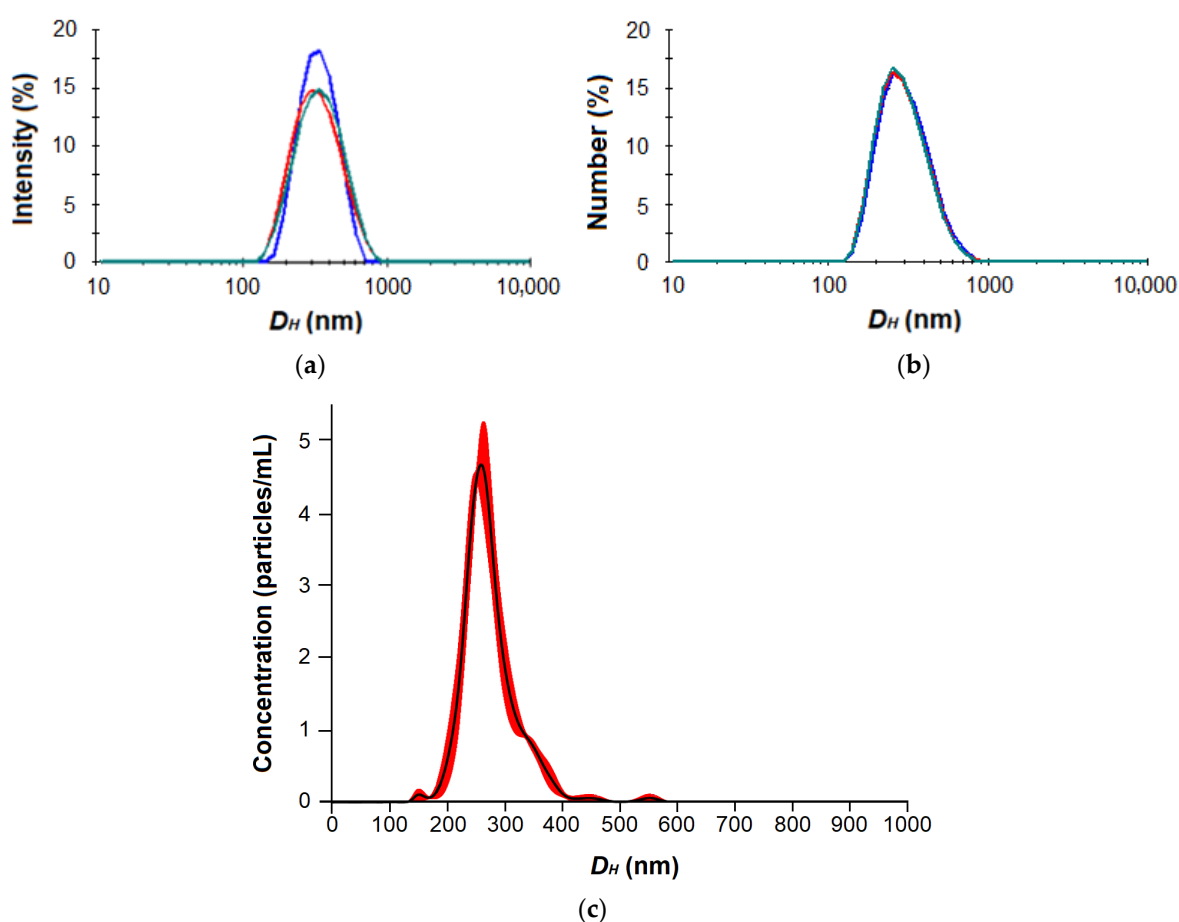 20
15
10
5
0
Intensity (%)
10 100 1000 10,000
DH (nm)
(a)
20
15
10
5
0
Number (%)
10 100 1000 10,000
DH (nm)
(b)
5
4
3
2
1
0
Concentration (particles/mL)
0 100 200 300 400 500 600 700 800 900 1000
DH (nm)
(c)